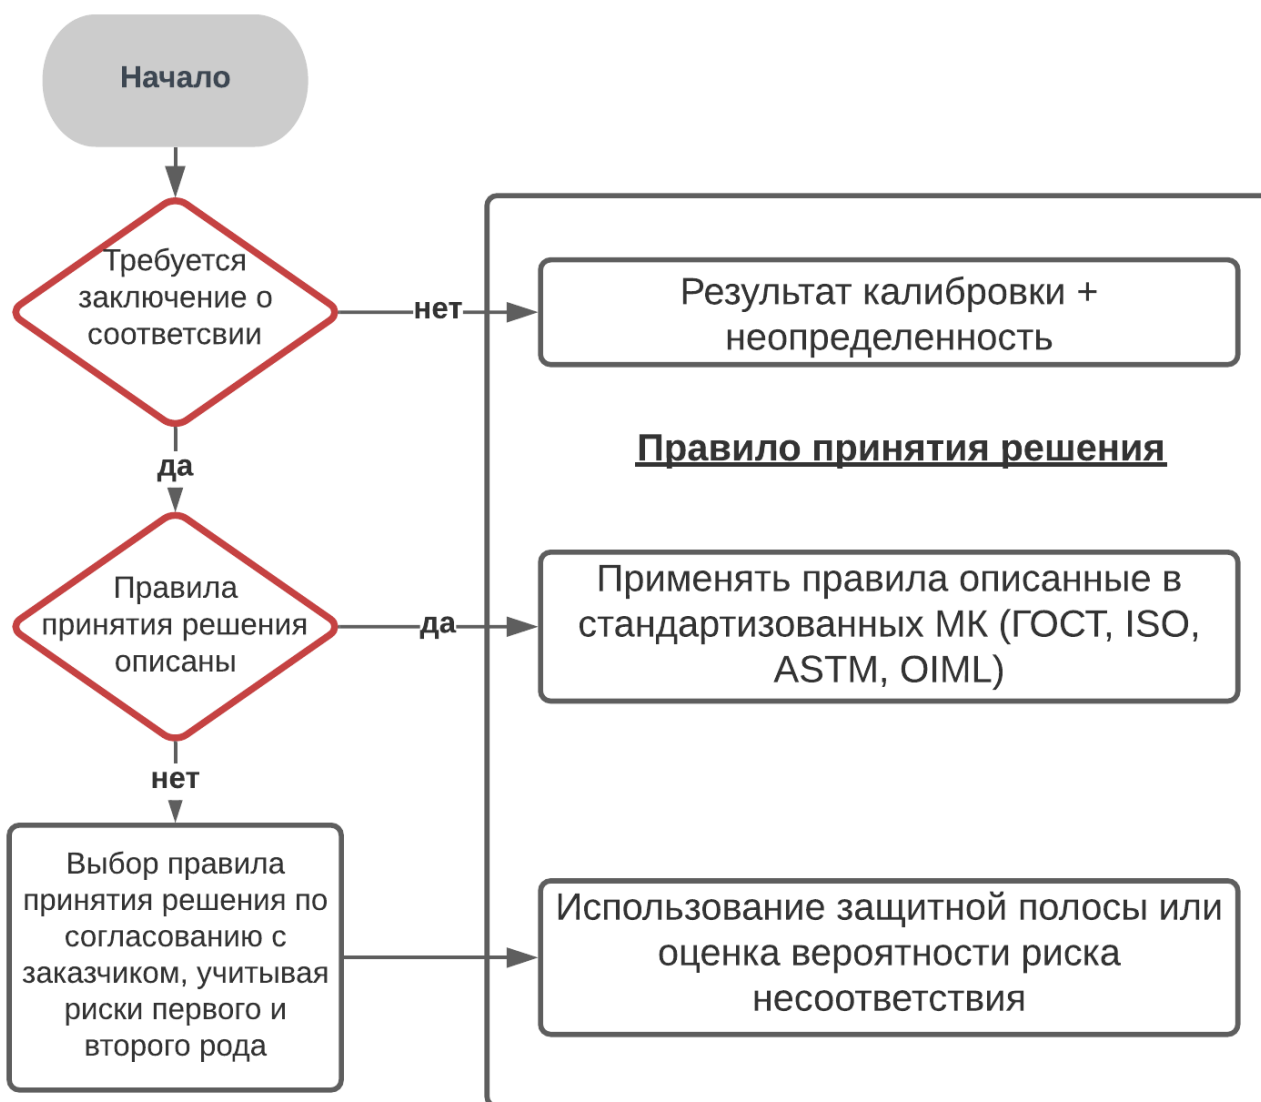 Начало
Требуется
заключение о
соответсвии
нет
Результат калибровки +
неопределенность
Правило принятия решения
да
Правила
принятия решения
описаны
да
Применять правила описанные в
стандартизованных МК (ГОСТ, ISO,
ASTM, OIML)
нет
Выбор правила
принятия решения по
согласованию с
заказчиком, учитывая
риски первого и
второго рода
Использование защитной полосы или
оценка вероятности риска
несоответствия